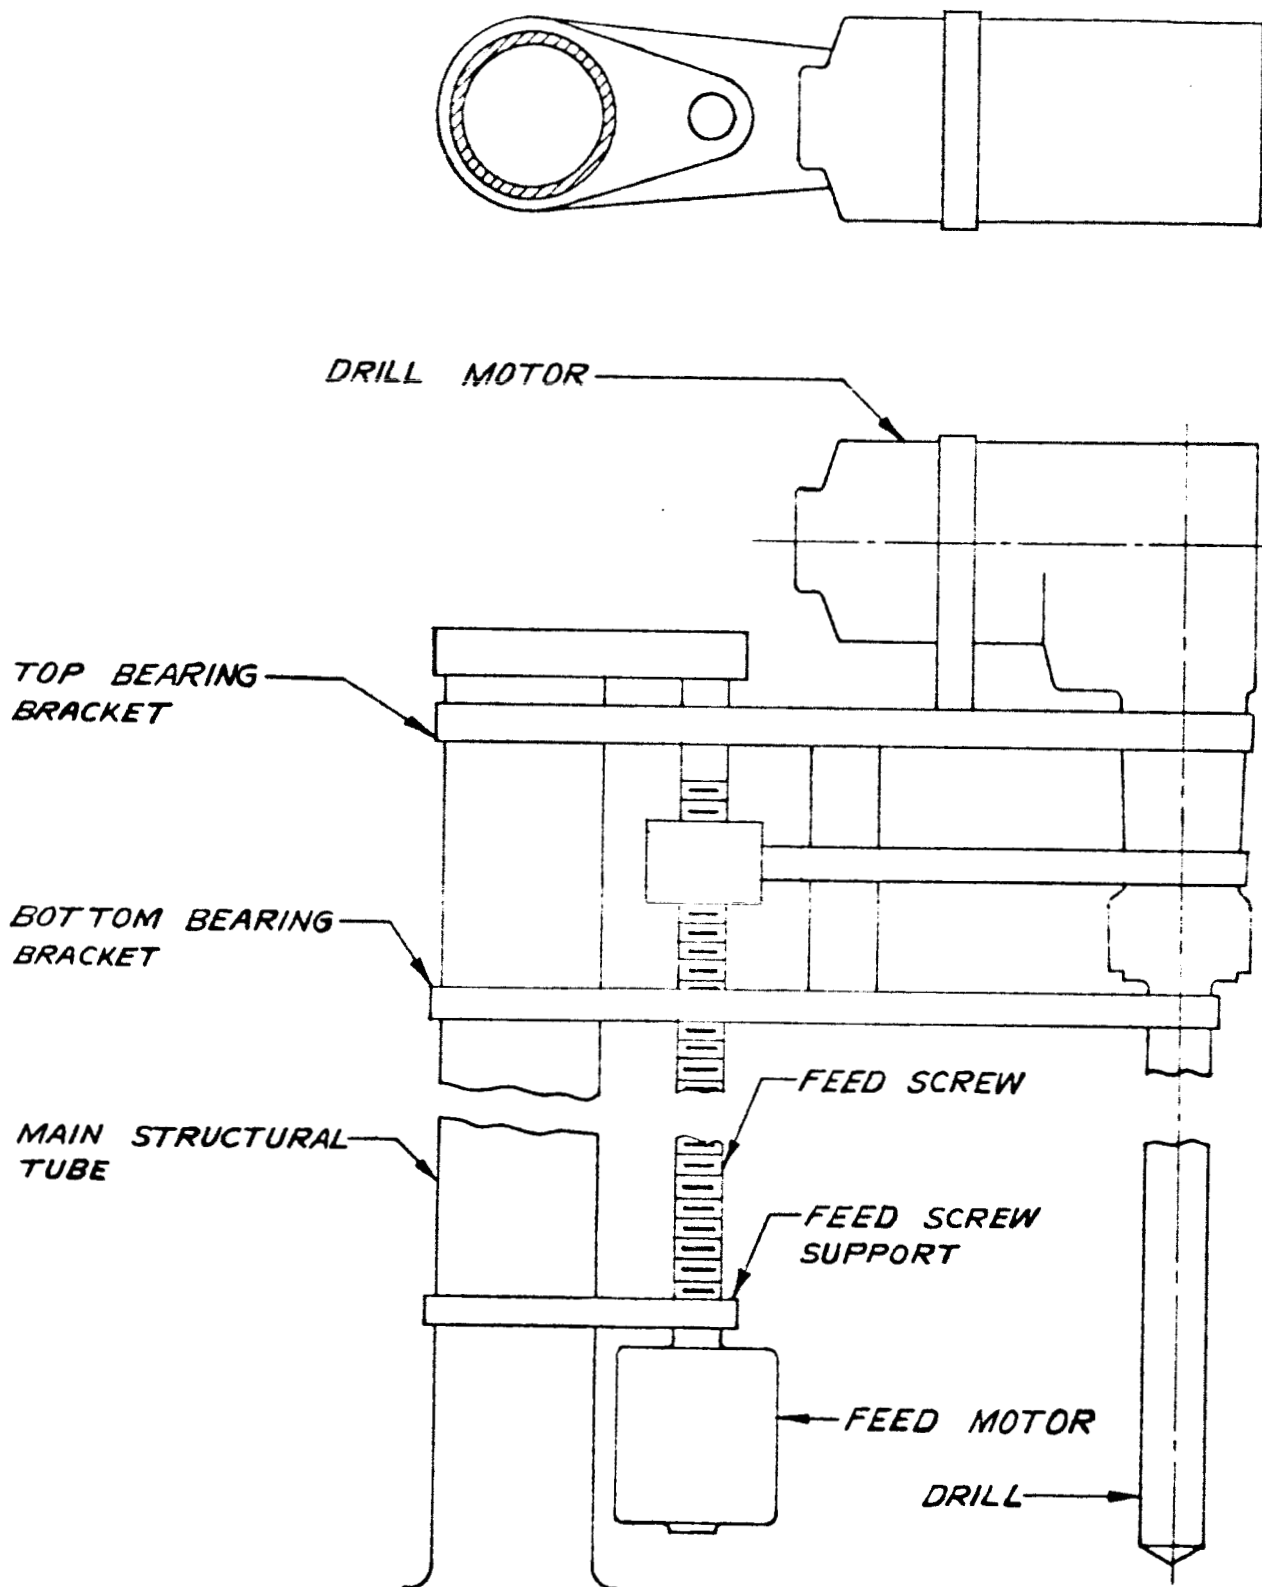 DRILL MOTOR
TOP BEARING
BRACKET
BOTTOM BEARING
BRACKET
FEED SCREW
MAIN STRUCTURAL
TUBE
FEED SCREW
SUPPORT
FEED MOTOR
DRILL